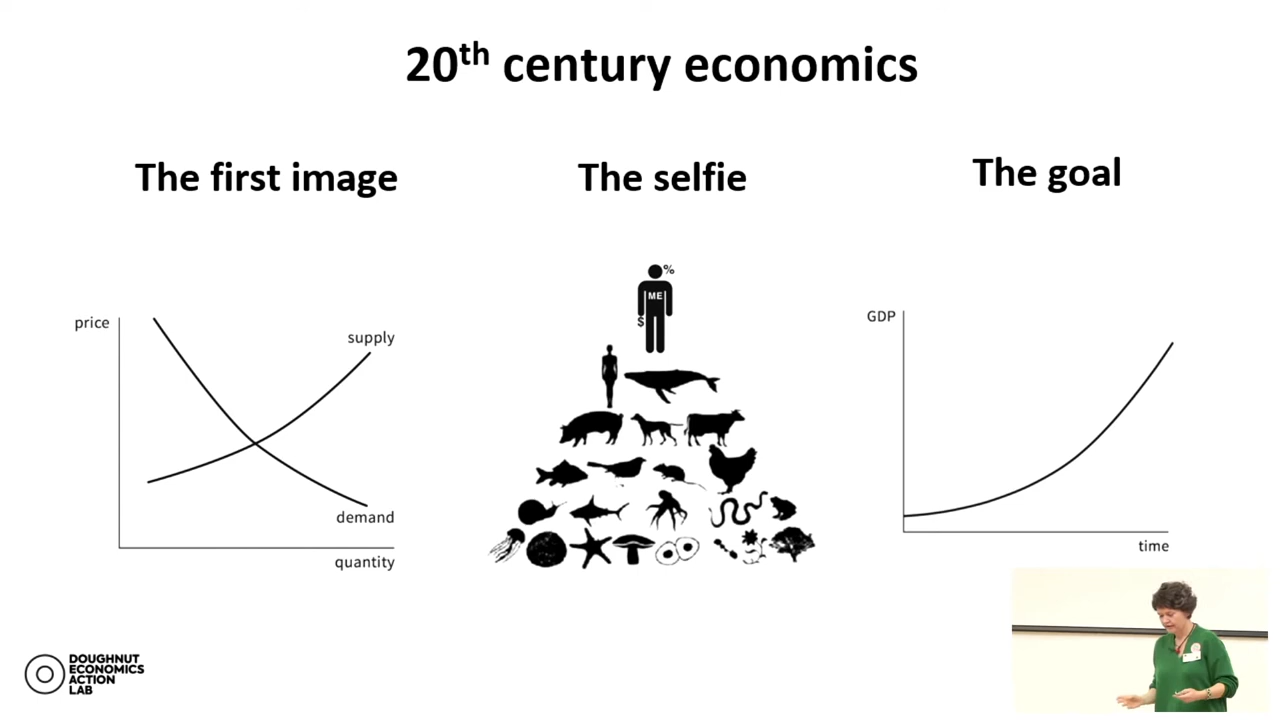 20th century economics
The first image
The selfie
The goal
price
supply
demand
quantity
%
ME
$
GDP
time
DOUGHNUT
ECONOMICS
ACTION
LAB